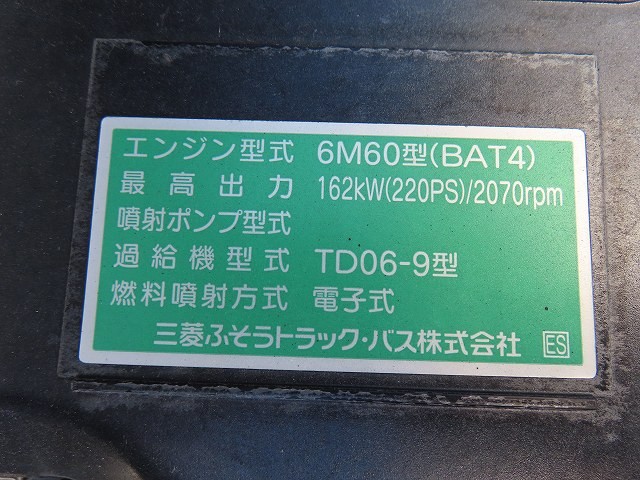 エンジン型式 6M60型(BAT4)
最高出力 162kW(220PS)/2070rpm
噴射ポンプ型式
過給機型式 TD06-9型
燃料噴射方式 電子式
三菱ふそうトラック・バス株式会社 ES